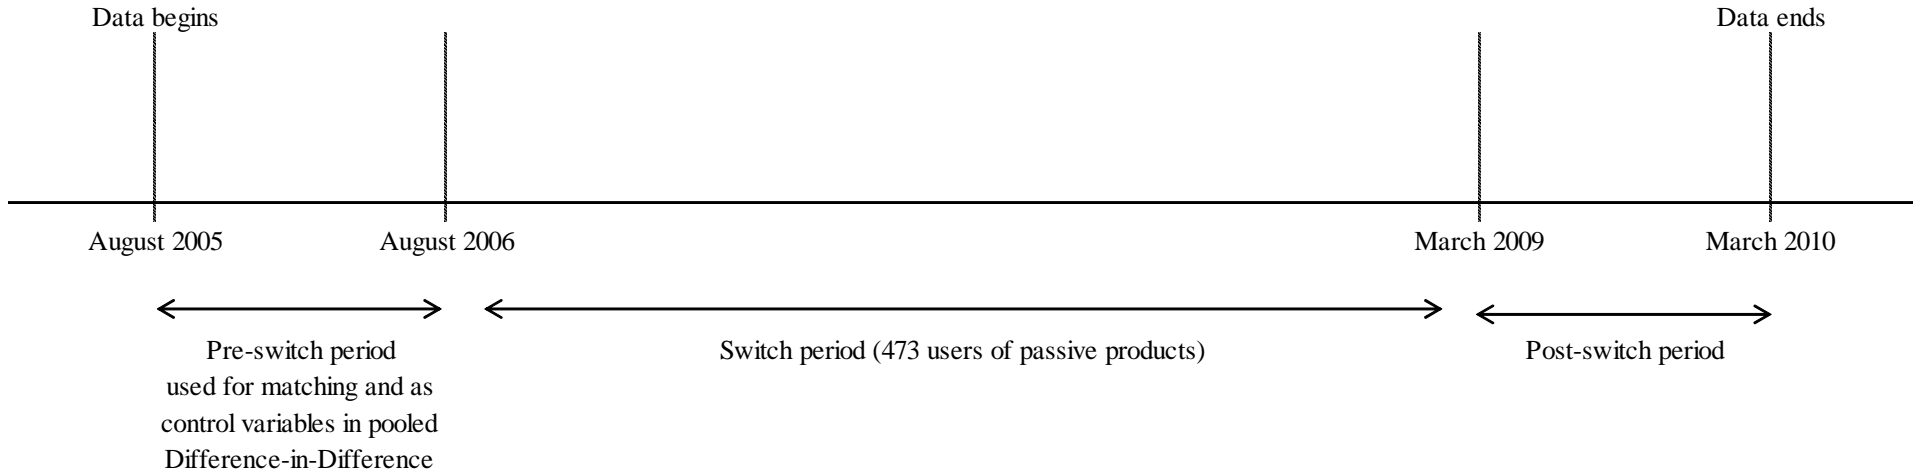 Data begins
Data ends
August 2005
August 2006
March 2009
March 2010
Pre-switch period
used for matching and as
control variables in pooled
Difference-in-Difference
Switch period (473 users of passive products)
Post-switch period